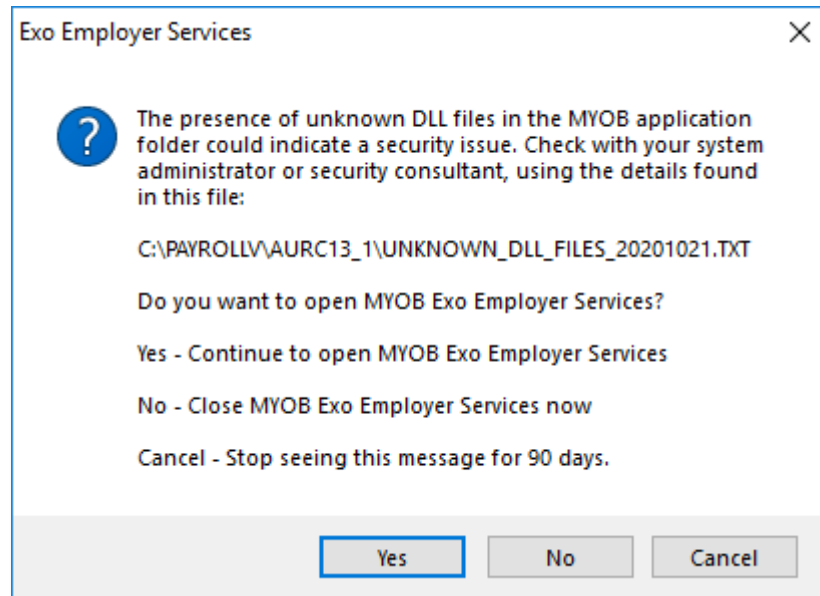 Exo Employer Services
The presence of unknown DLL files in the MYOB application
folder could indicate a security issue. Check with your system
administrator or security consultant, using the details found
in this file:
C:\PAYROLLV\AURC13_1\UNKNOWN_DLL_FILES_20201021.TXT
Do you want to open MYOB Exo Employer Services?
Yes - Continue to open MYOB Exo Employer Services
No - Close MYOB Exo Employer Services now
Cancel - Stop seeing this message for 90 days.
Yes
No
Cancel